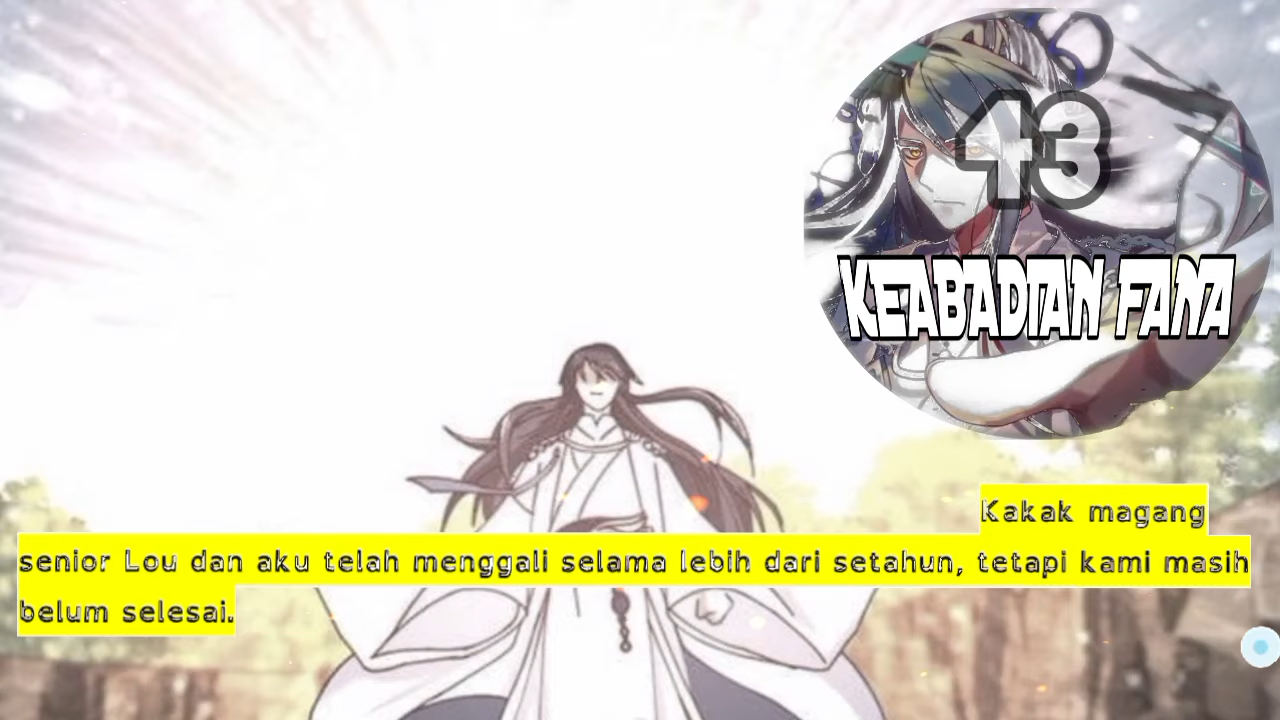 43
KEABADIAN FANA
Kakak magang
senior Lou dan aku telah menggali selama lebih dari setahun, tetapi kami masih
belum selesai.